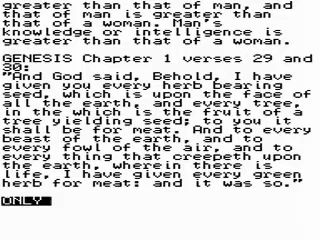 greater than that of man, and
that of man is greater than
that of a woman. Man's
knowledge or intelligence is
greater than that of a woman.
GENESIS Chapter 1 verses 29 and
30:
"And God said, Behold, I have
given you every herb bearing
seed, which is upon the face of
all the earth, and every tree,
in the which is the fruit of a
tree yielding seed; to you it
shall be for meat. And to every
beast of the earth, and to
every fowl of the air, and to
every thing that creepeth upon
the earth, wherein there is
life, I have given every green
herb for meat: and it was so."
ONLY